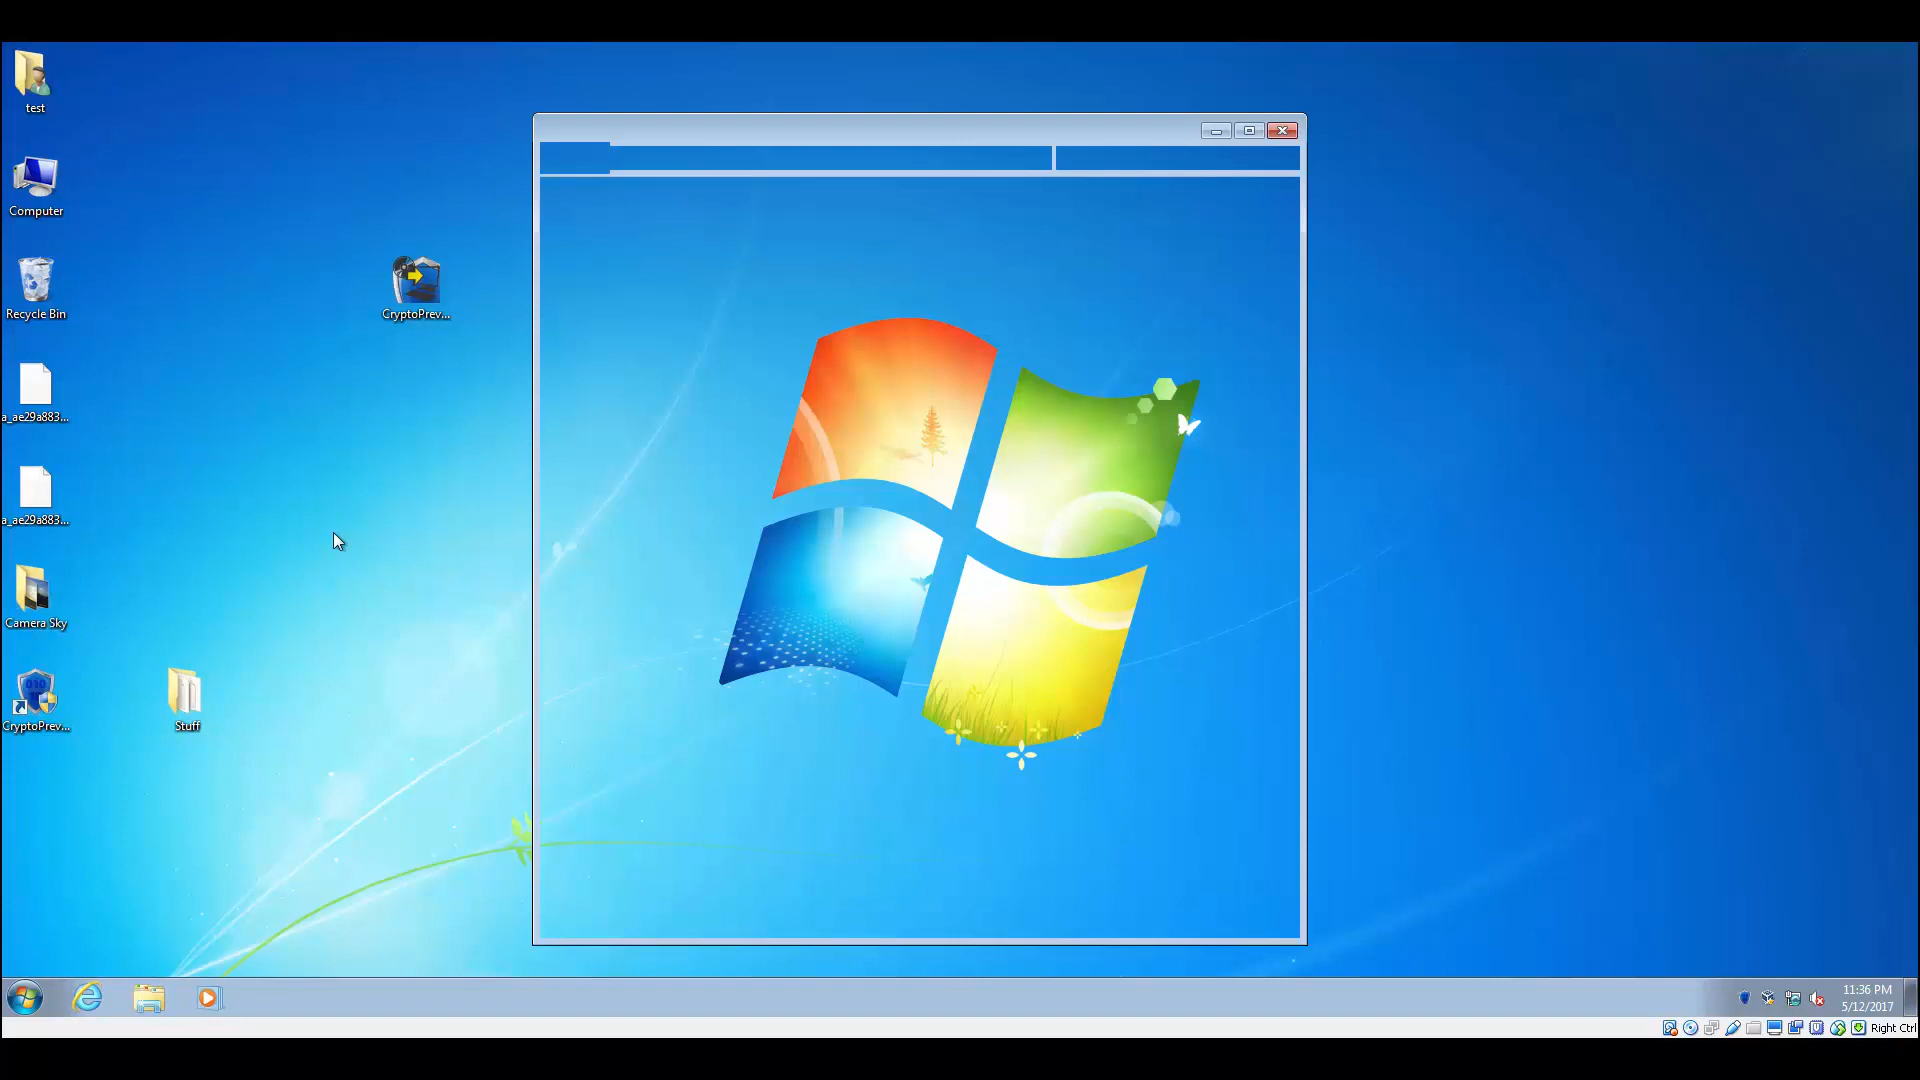 test
Computer
Recycle Bin
CryptoPrev...
a_ae29a883...
a_ae29a883...
Camera Sky
CryptoPrev...
Stuff
11:36 PM
5/12/2017
Right Ctrl